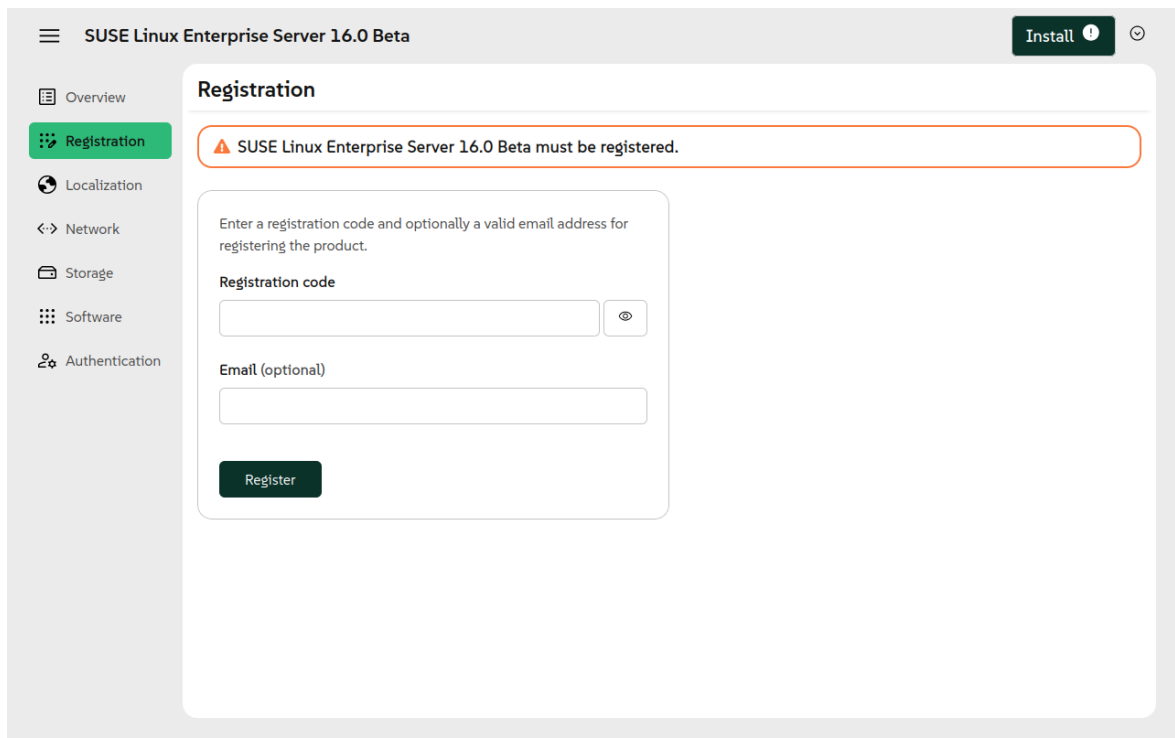 SUSE Linux Enterprise Server 16.0 Beta
Install
Overview
Registration
Localization
Network
Storage
Software
Authentication
Registration
SUSE Linux Enterprise Server 16.0 Beta must be registered.
Enter a registration code and optionally a valid email address for
registering the product.
Registration code
Email (optional)
Register